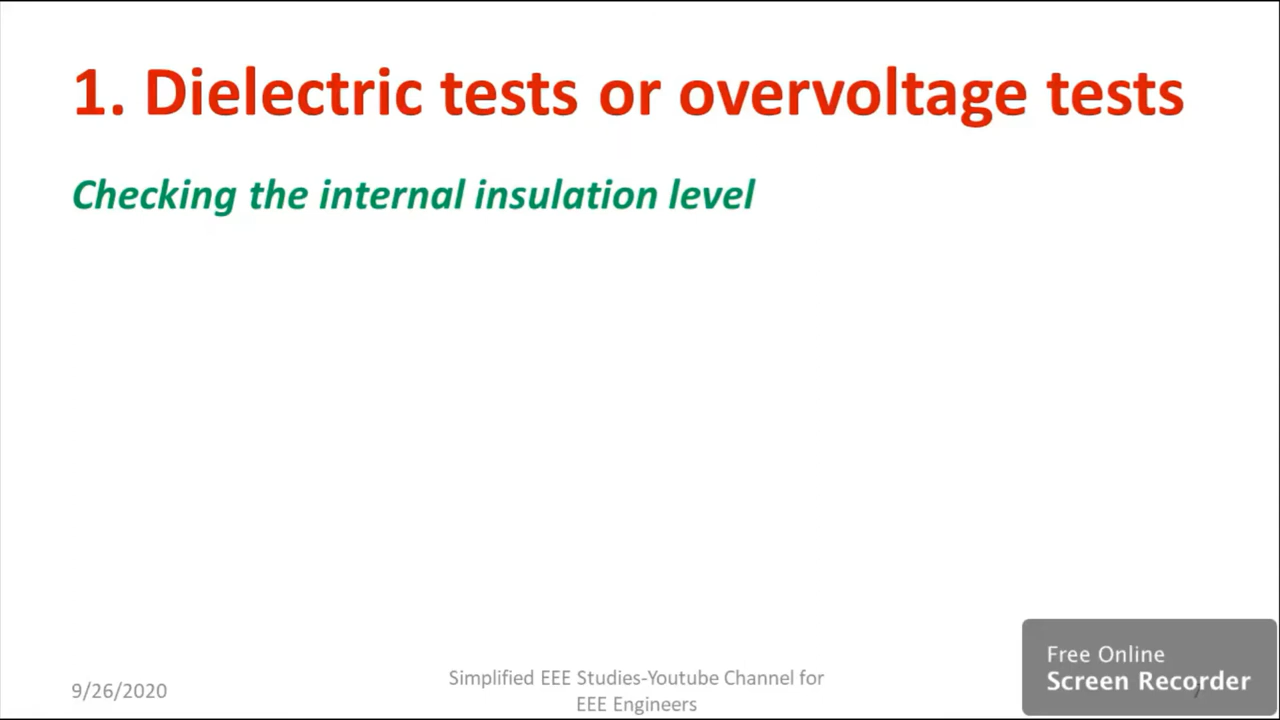 1. Dielectric tests or overvoltage tests
Checking the internal insulation level
9/26/2020
Simplified EEE Studies-Youtube Channel for
EEE Engineers
Free Online
Screen Recorder